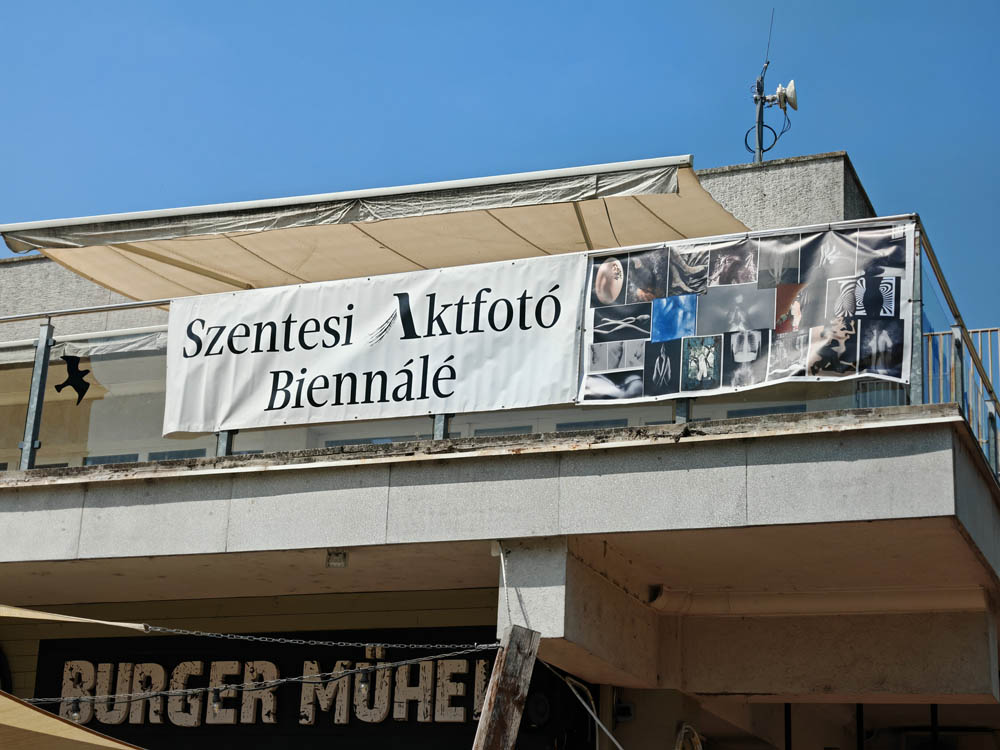 Szentesi Aktfotó
Biennálé
BURGER MŰHE